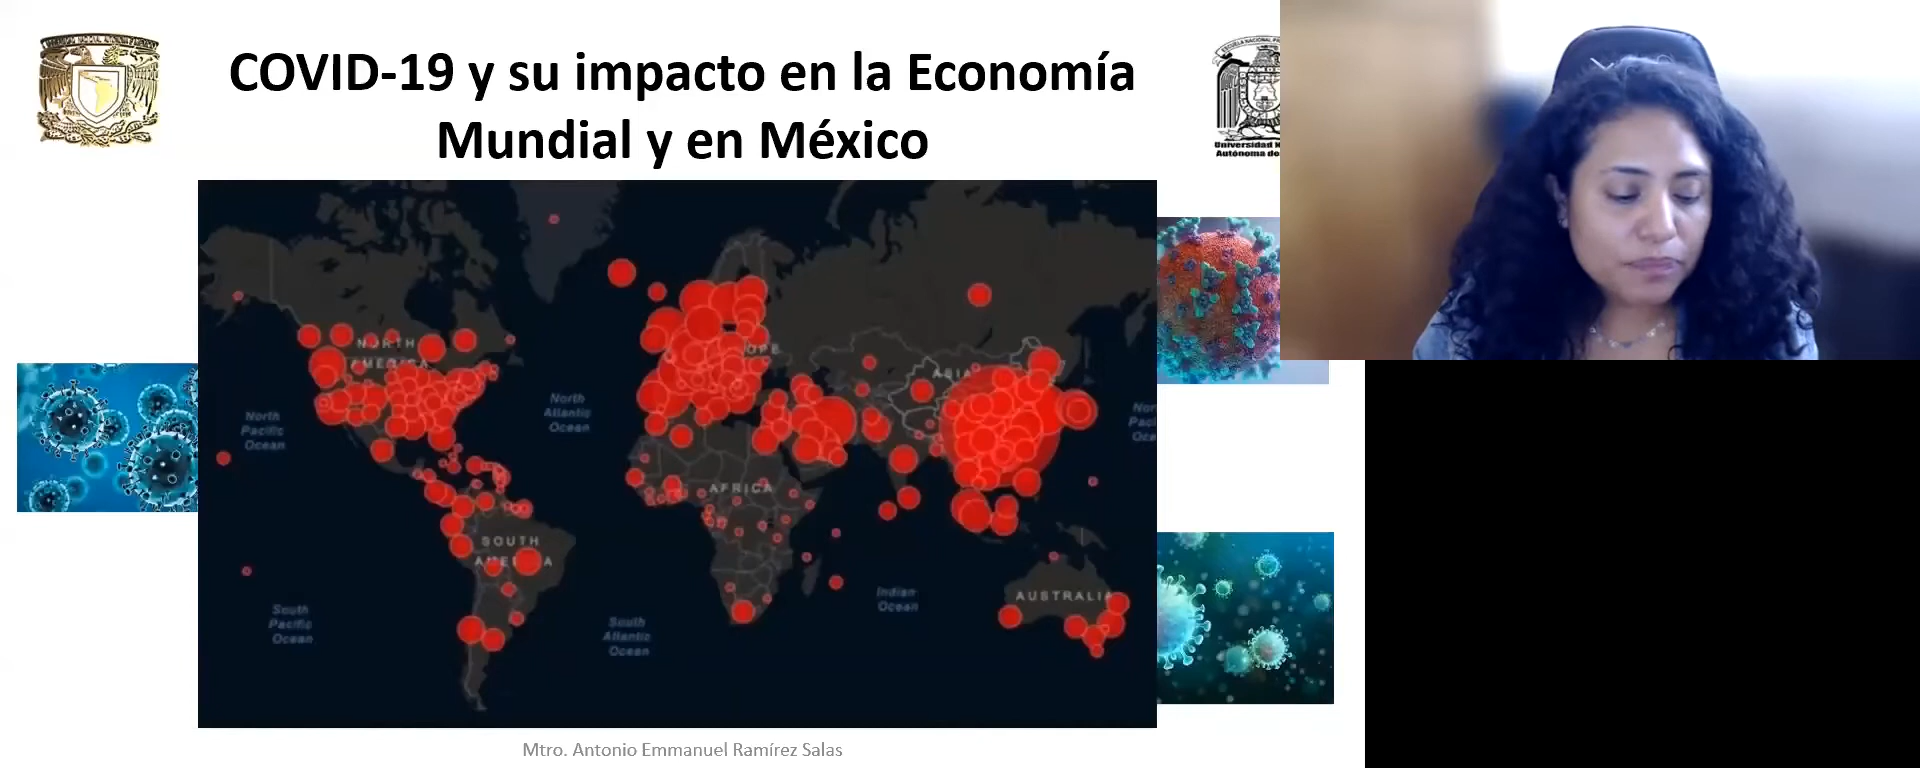 COVID-19 y su impacto en la Economía
Mundial y en México
NORTH
AMERICA
ASIA
North
Pacific
Ocean
North
Atlantic
Ocean
AFRICA
SOUTH
AMERICA
South
Pacific
Ocean
South
Atlantic
Ocean
Indian
Ocean
AUSTRALIA
Mtro. Antonio Emmanuel Ramírez Salas